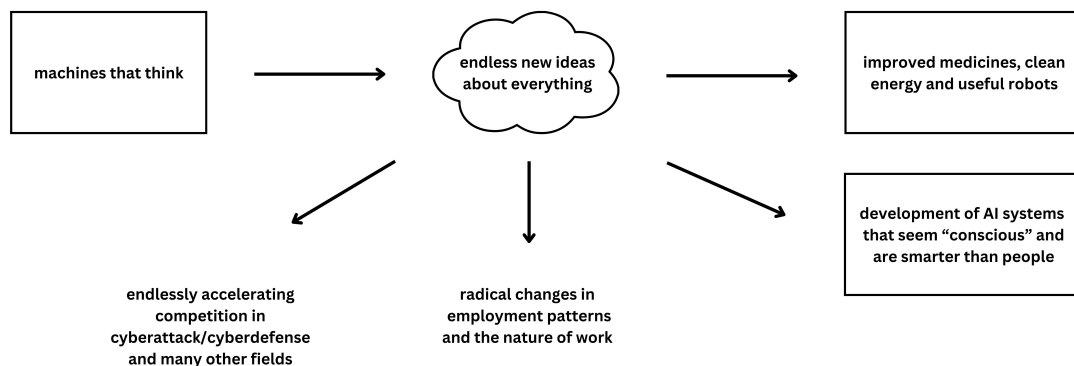 machines that think
endless new ideas
about everything
improved medicines, clean
energy and useful robots
development of AI systems
that seem “conscious” and
are smarter than people
endlessly accelerating
competition in
cyberattack/cyberdefense
and many other fields
radical changes in
employment patterns
and the nature of work